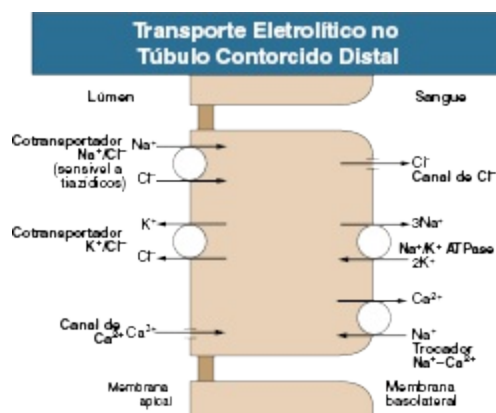 Transporte Eletrolítico no
Túbulo Contorcido Distal
Lúmen
Sangue
Cotransportador
Na⁺/Cl⁻
(sensível a
tiazídicos)
Na⁺
Cl⁻
Cl⁻
Canal de Cl⁻
Cotransportador
K⁺/Cl⁻
K⁺
Cl⁻
3Na⁺
Na⁺/K⁺ ATPase
2K⁺
Canal de
Ca²⁺
Ca²⁺
Ca²⁺
Na⁺
Trocador
Na⁺–Ca²⁺
Membrana
apical
Membrana
basolateral